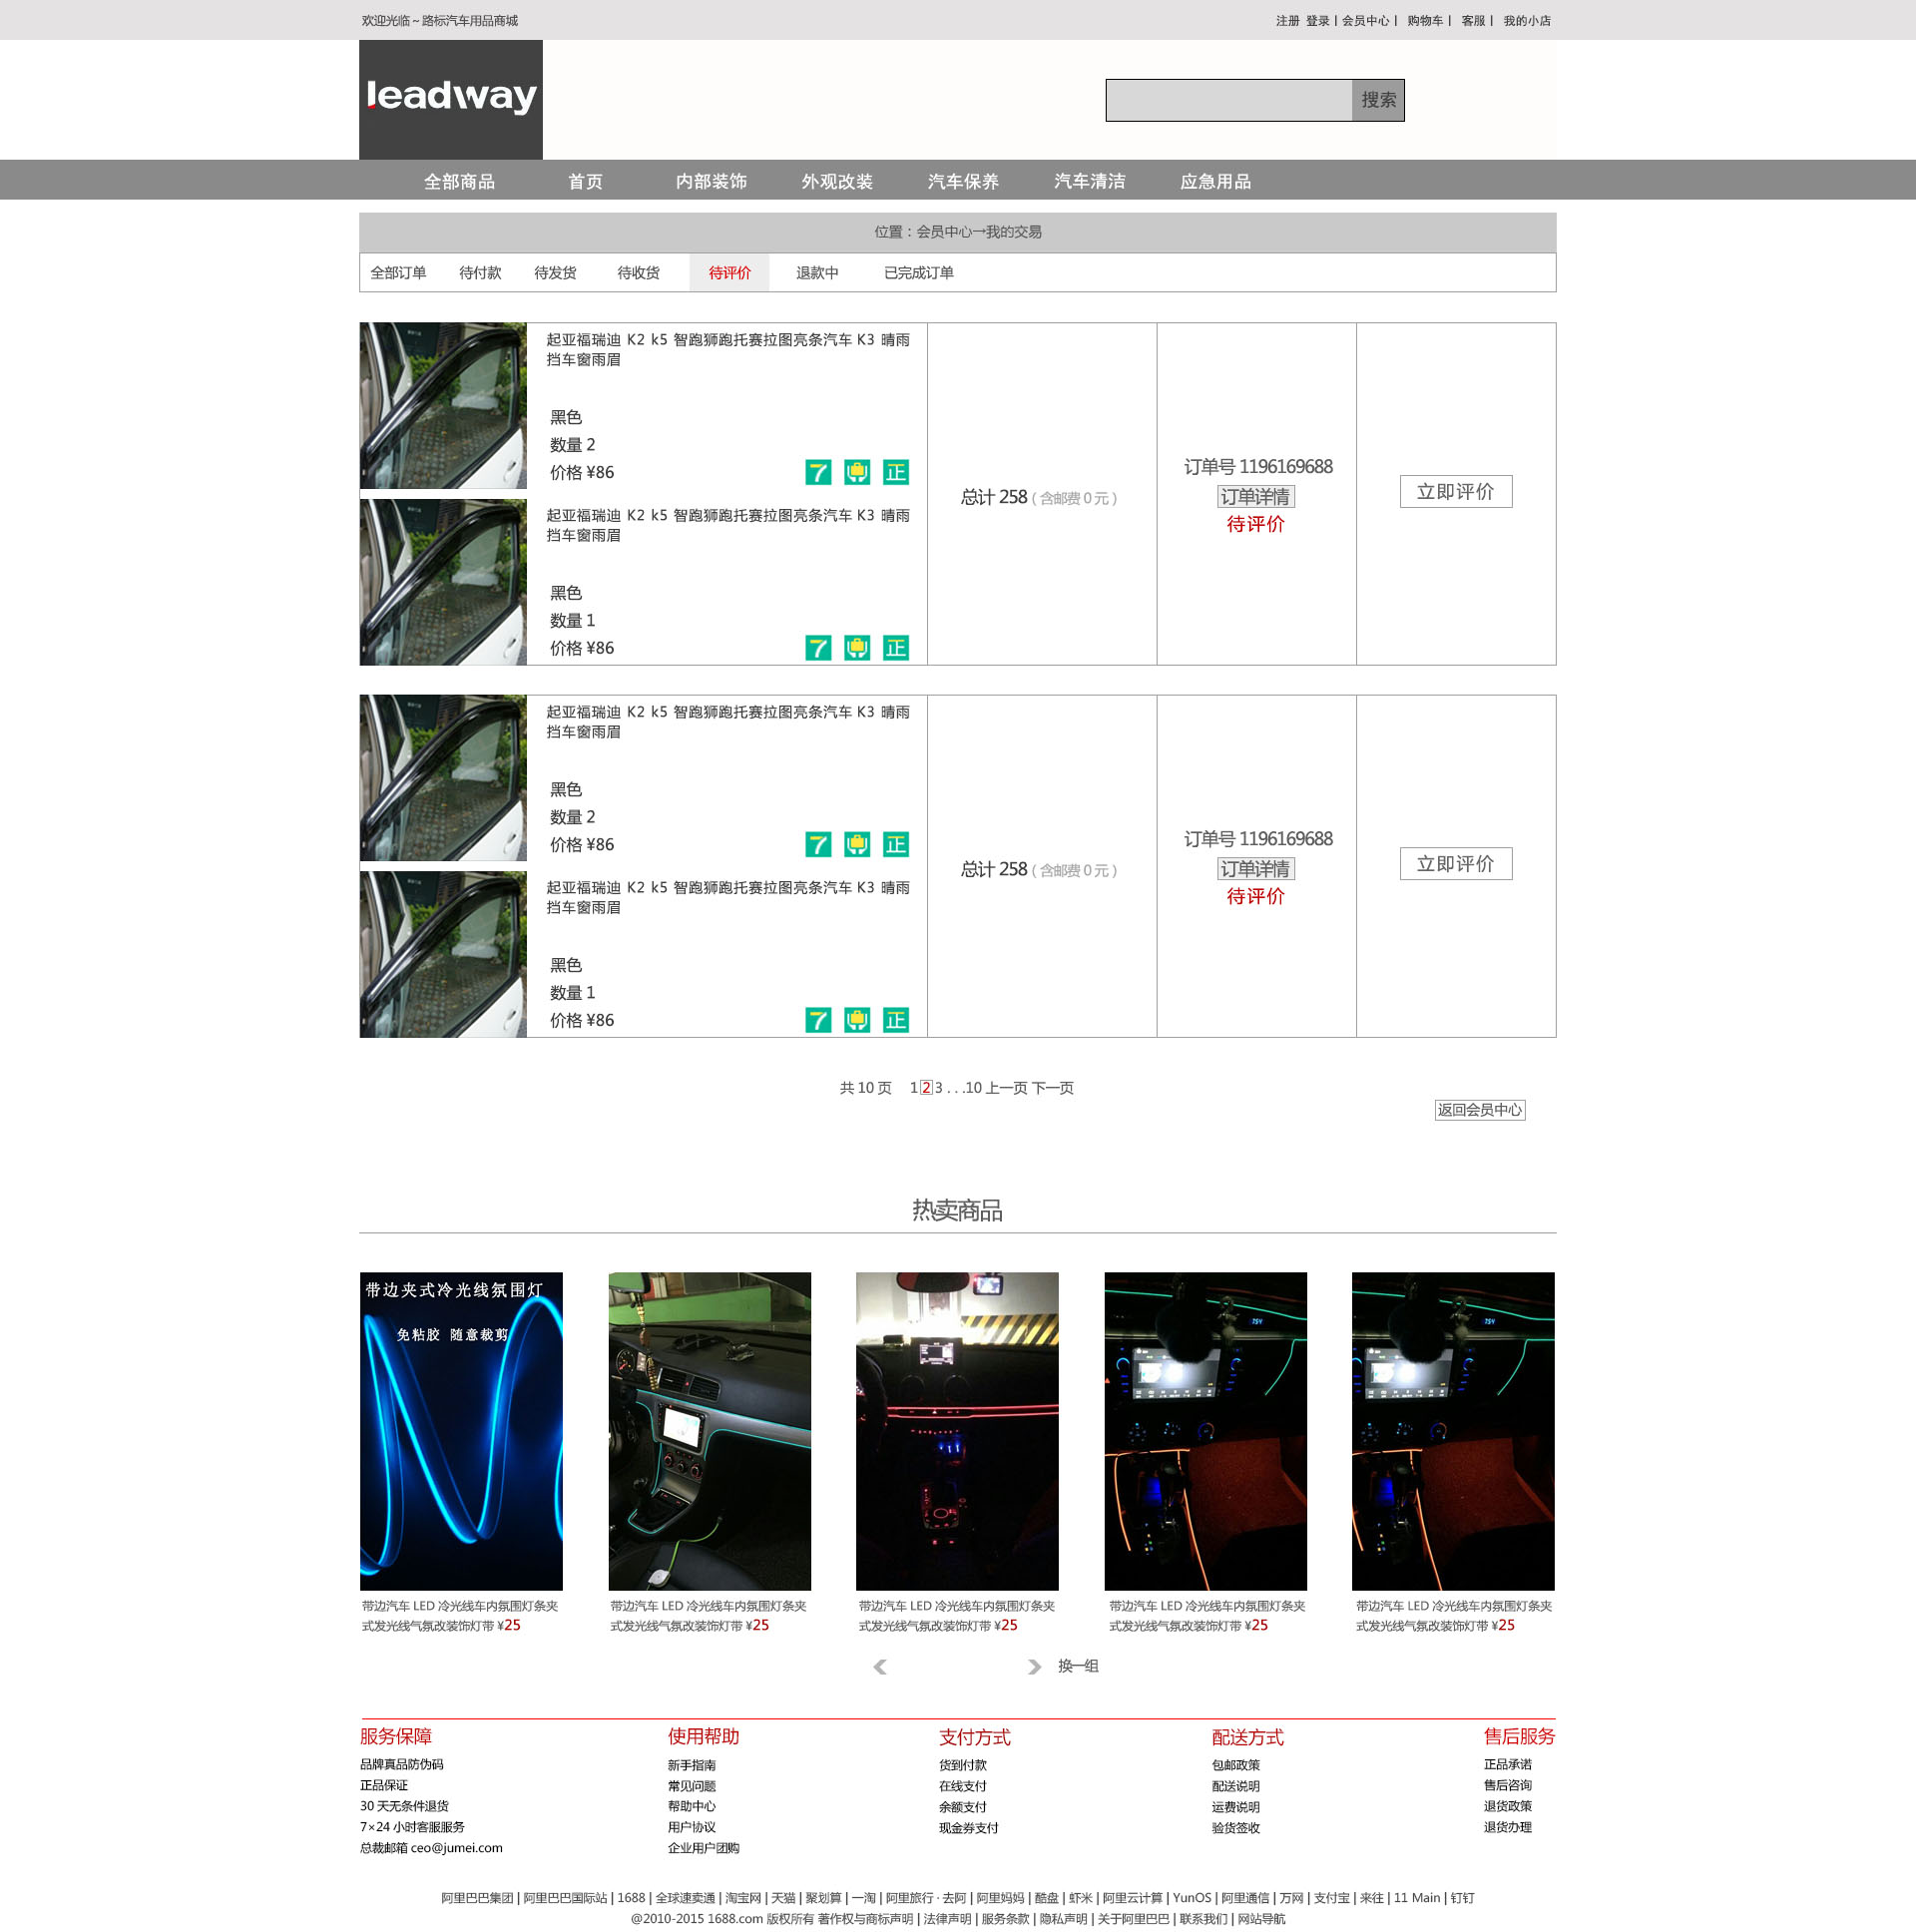 欢迎光临～路标汽车用品商城
注册 登录 | 会员中心 | 购物车 | 客服 | 我的小店
leadway
搜索
全部商品 首页 内部装饰 外观改装 汽车保养 汽车清洁 应急用品
位置：会员中心→我的交易
全部订单 待付款 待发货 待收货 待评价 退款中 已完成订单
起亚福瑞迪 K2 k5 智跑狮跑托赛拉图亮条汽车 K3 晴雨
挡车窗雨眉
黑色
数量 2
价格 ¥86
7 正
起亚福瑞迪 K2 k5 智跑狮跑托赛拉图亮条汽车 K3 晴雨
挡车窗雨眉
黑色
数量 1
价格 ¥86
7 正
总计 258（含邮费 0 元）
订单号 1196169688
订单详情
待评价
立即评价
起亚福瑞迪 K2 k5 智跑狮跑托赛拉图亮条汽车 K3 晴雨
挡车窗雨眉
黑色
数量 2
价格 ¥86
7 正
起亚福瑞迪 K2 k5 智跑狮跑托赛拉图亮条汽车 K3 晴雨
挡车窗雨眉
黑色
数量 1
价格 ¥86
7 正
总计 258（含邮费 0 元）
订单号 1196169688
订单详情
待评价
立即评价
共 10 页 1 2 3 . . .10 上一页 下一页
返回会员中心
热卖商品
带边夹式冷光线氛围灯
免粘胶 随意裁剪
带边汽车 LED 冷光线车内氛围灯条夹
式发光线气氛改装饰灯带 ¥25
带边汽车 LED 冷光线车内氛围灯条夹
式发光线气氛改装饰灯带 ¥25
带边汽车 LED 冷光线车内氛围灯条夹
式发光线气氛改装饰灯带 ¥25
带边汽车 LED 冷光线车内氛围灯条夹
式发光线气氛改装饰灯带 ¥25
带边汽车 LED 冷光线车内氛围灯条夹
式发光线气氛改装饰灯带 ¥25
换一组
服务保障
品牌真品防伪码
正品保证
30 天无条件退货
7×24 小时客服服务
总裁邮箱 ceo@jumei.com
使用帮助
新手指南
常见问题
帮助中心
用户协议
企业用户团购
支付方式
货到付款
在线支付
余额支付
现金券支付
配送方式
包邮政策
配送说明
运费说明
验货签收
售后服务
正品承诺
售后咨询
退货政策
退货办理
阿里巴巴集团 | 阿里巴巴国际站 | 1688 | 全球速卖通 | 淘宝网 | 天猫 | 聚划算 | 一淘 | 阿里旅行 · 去阿 | 阿里妈妈 | 酷盘 | 虾米 | 阿里云计算 | YunOS | 阿里通信 | 万网 | 支付宝 | 来往 | 11 Main | 钉钉
@2010-2015 1688.com 版权所有 著作权与商标声明 | 法律声明 | 服务条款 | 隐私声明 | 关于阿里巴巴 | 联系我们 | 网站导航